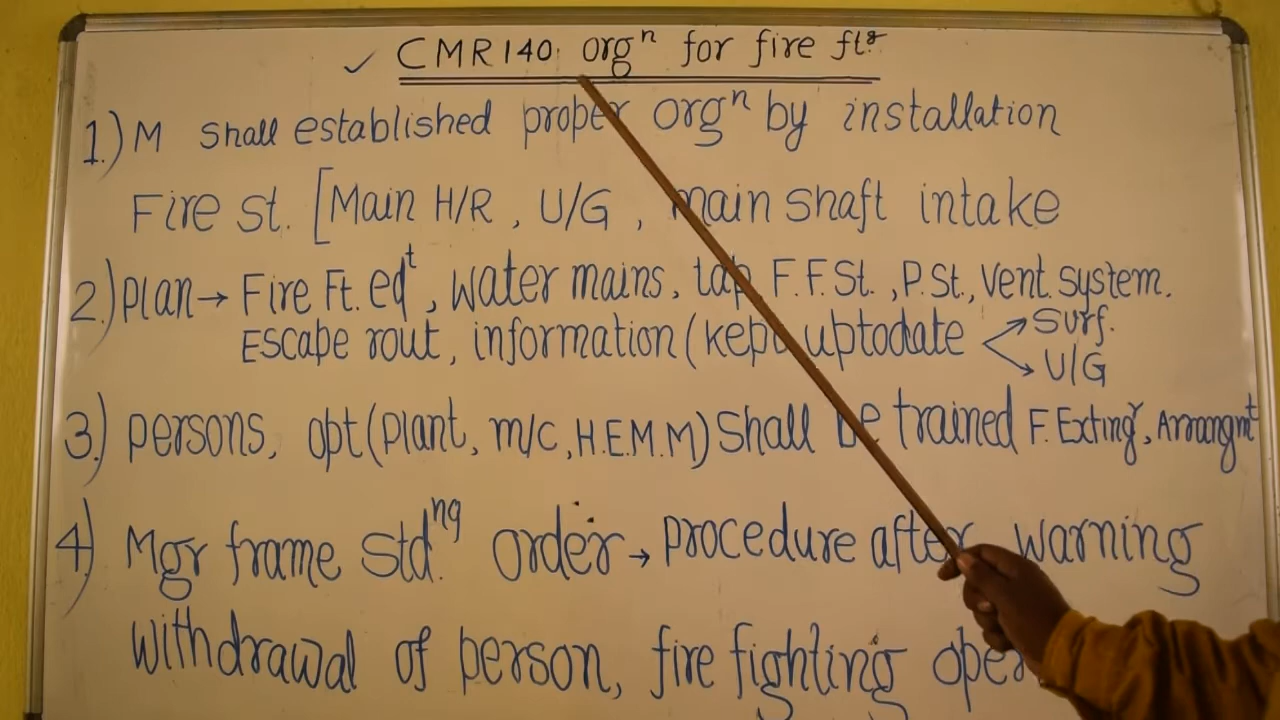 ✓ CMR 140 orgⁿ for fire ftᵍ
1.) M shall established proper orgⁿ by installation
Fire st. [Main H/R, U/G, main shaft intake
2.) plan → Fire Ft. eqᵗ, water mains, tap F.F.St., P.St., Vent. system.
Escape rout, information (kept uptodate → Surf.
→ U/G
3.) persons, opt (plant, m/c, H.E.M.M) Shall be trained F. Extingʳ, Arrangmᵗ
4.) Mgr frame Stdⁿᵍ. order → procedure after warning
withdrawal of person, fire fighting oper